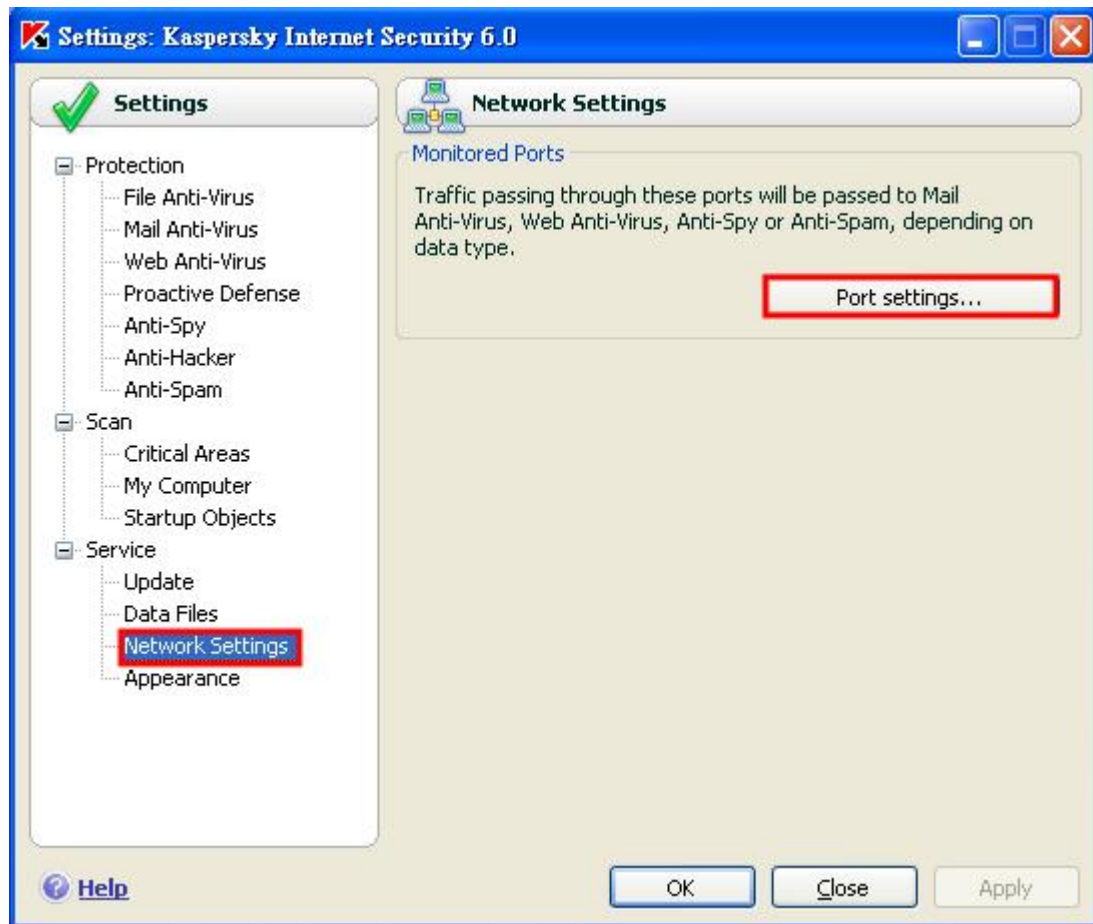 Settings: Kaspersky Internet Security 6.0
Settings
Protection
File Anti-Virus
Mail Anti-Virus
Web Anti-Virus
Proactive Defense
Anti-Spy
Anti-Hacker
Anti-Spam
Scan
Critical Areas
My Computer
Startup Objects
Service
Update
Data Files
Network Settings
Appearance
Network Settings
Monitored Ports
Traffic passing through these ports will be passed to Mail
Anti-Virus, Web Anti-Virus, Anti-Spy or Anti-Spam, depending on
data type.
Port settings...
Help
OK
Close
Apply